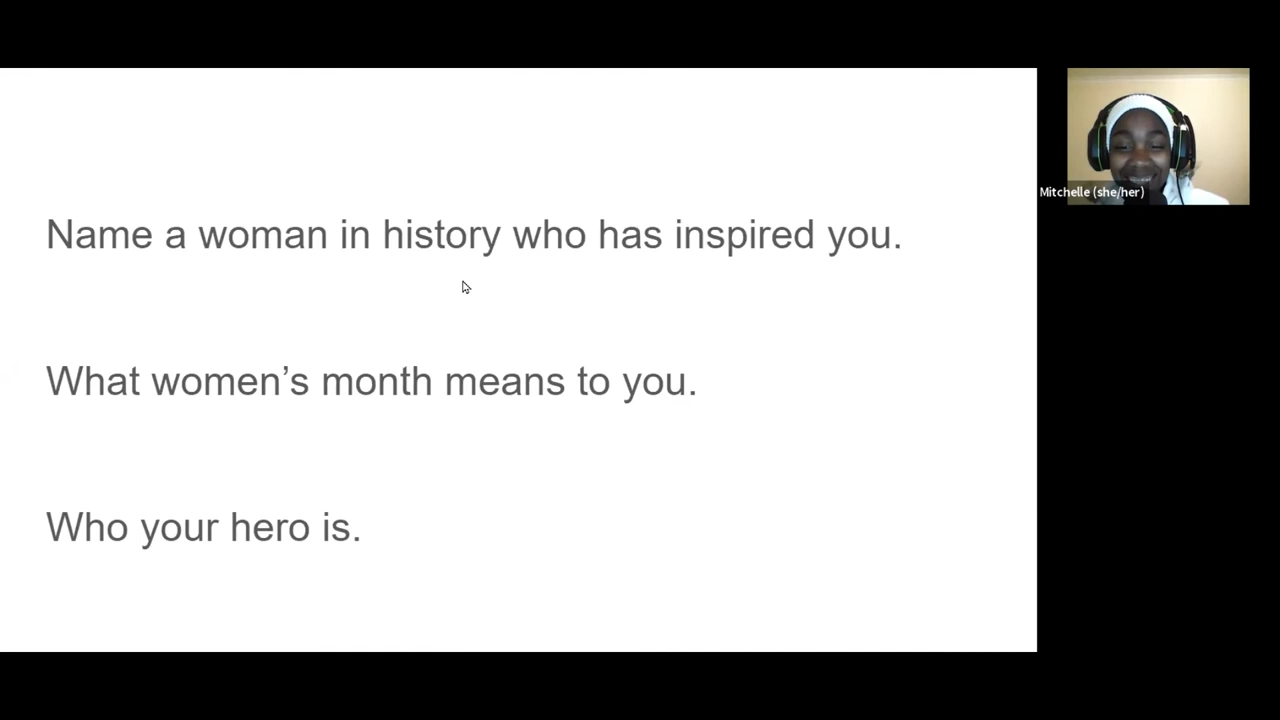 Name a woman in history who has inspired you.
What women’s month means to you.
Who your hero is.
Mitchelle (she/her)